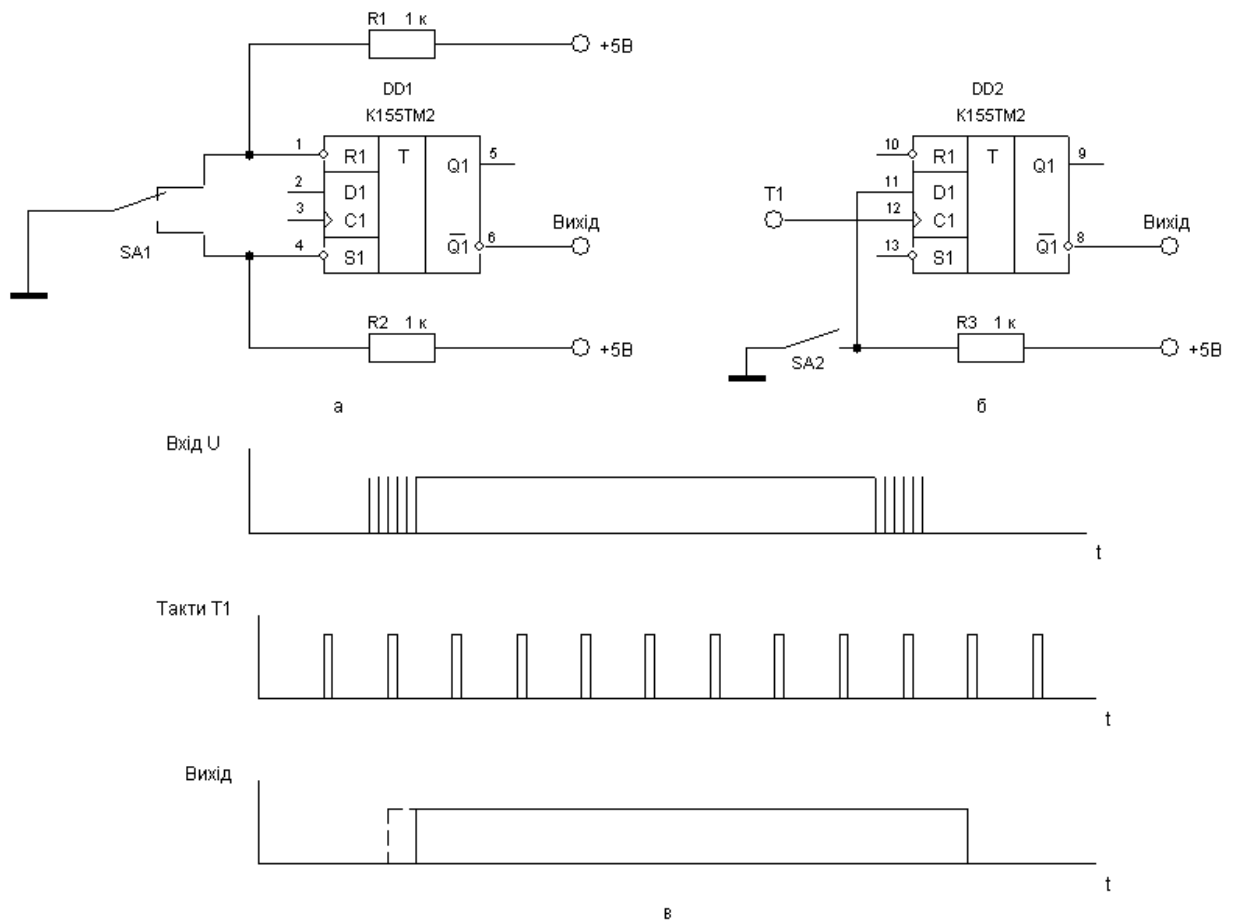 R1 1 к
+5В
DD1
К155ТМ2
1 R1 T Q1 5
2 D1
3 C1
4 S1 Q1 6
Вихід
SA1
R2 1 к
+5В
а
DD2
К155ТМ2
10 R1 T Q1 9
11 D1
12 C1
13 S1 Q1 8
T1
Вихід
SA2
R3 1 к
+5В
б
Вхід U
t
Такти Т1
t
Вихід
t
в